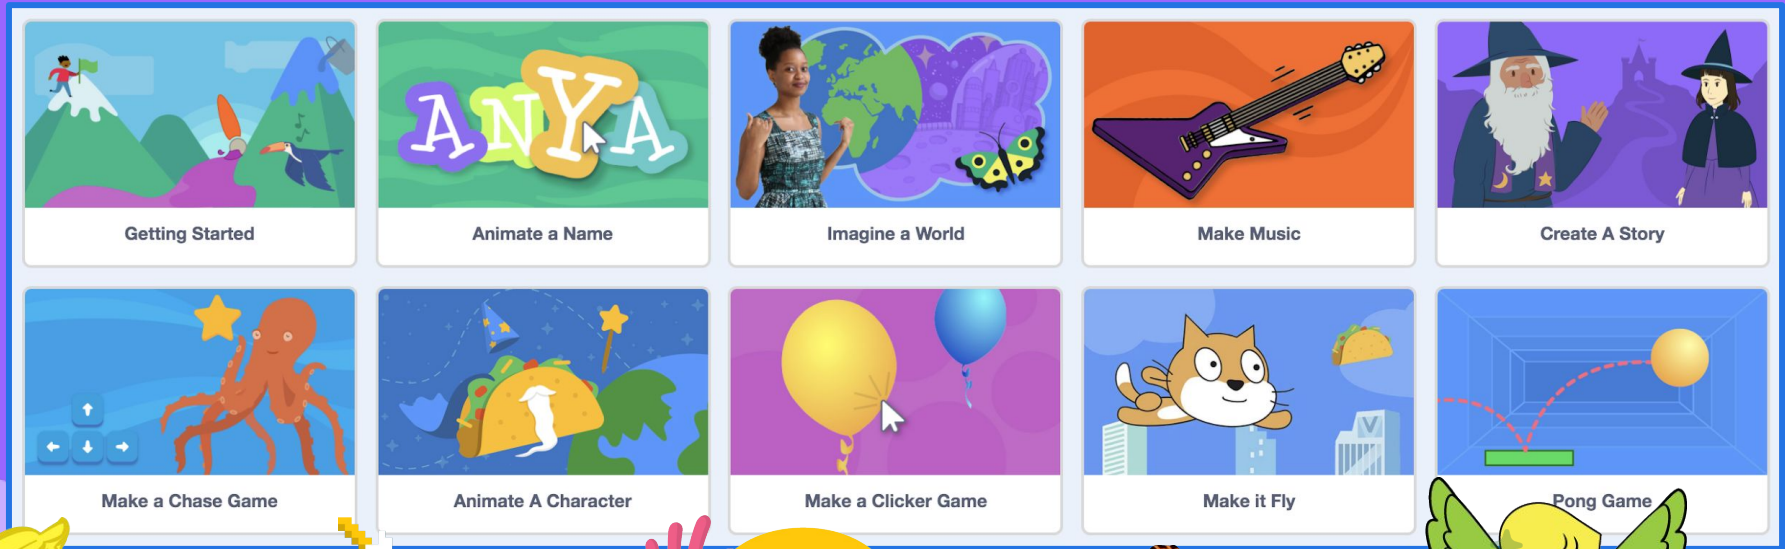 ANYA
Getting Started
Animate a Name
Imagine a World
Make Music
Create A Story
V
Make a Chase Game
Animate A Character
Make a Clicker Game
Make it Fly
Pong Game